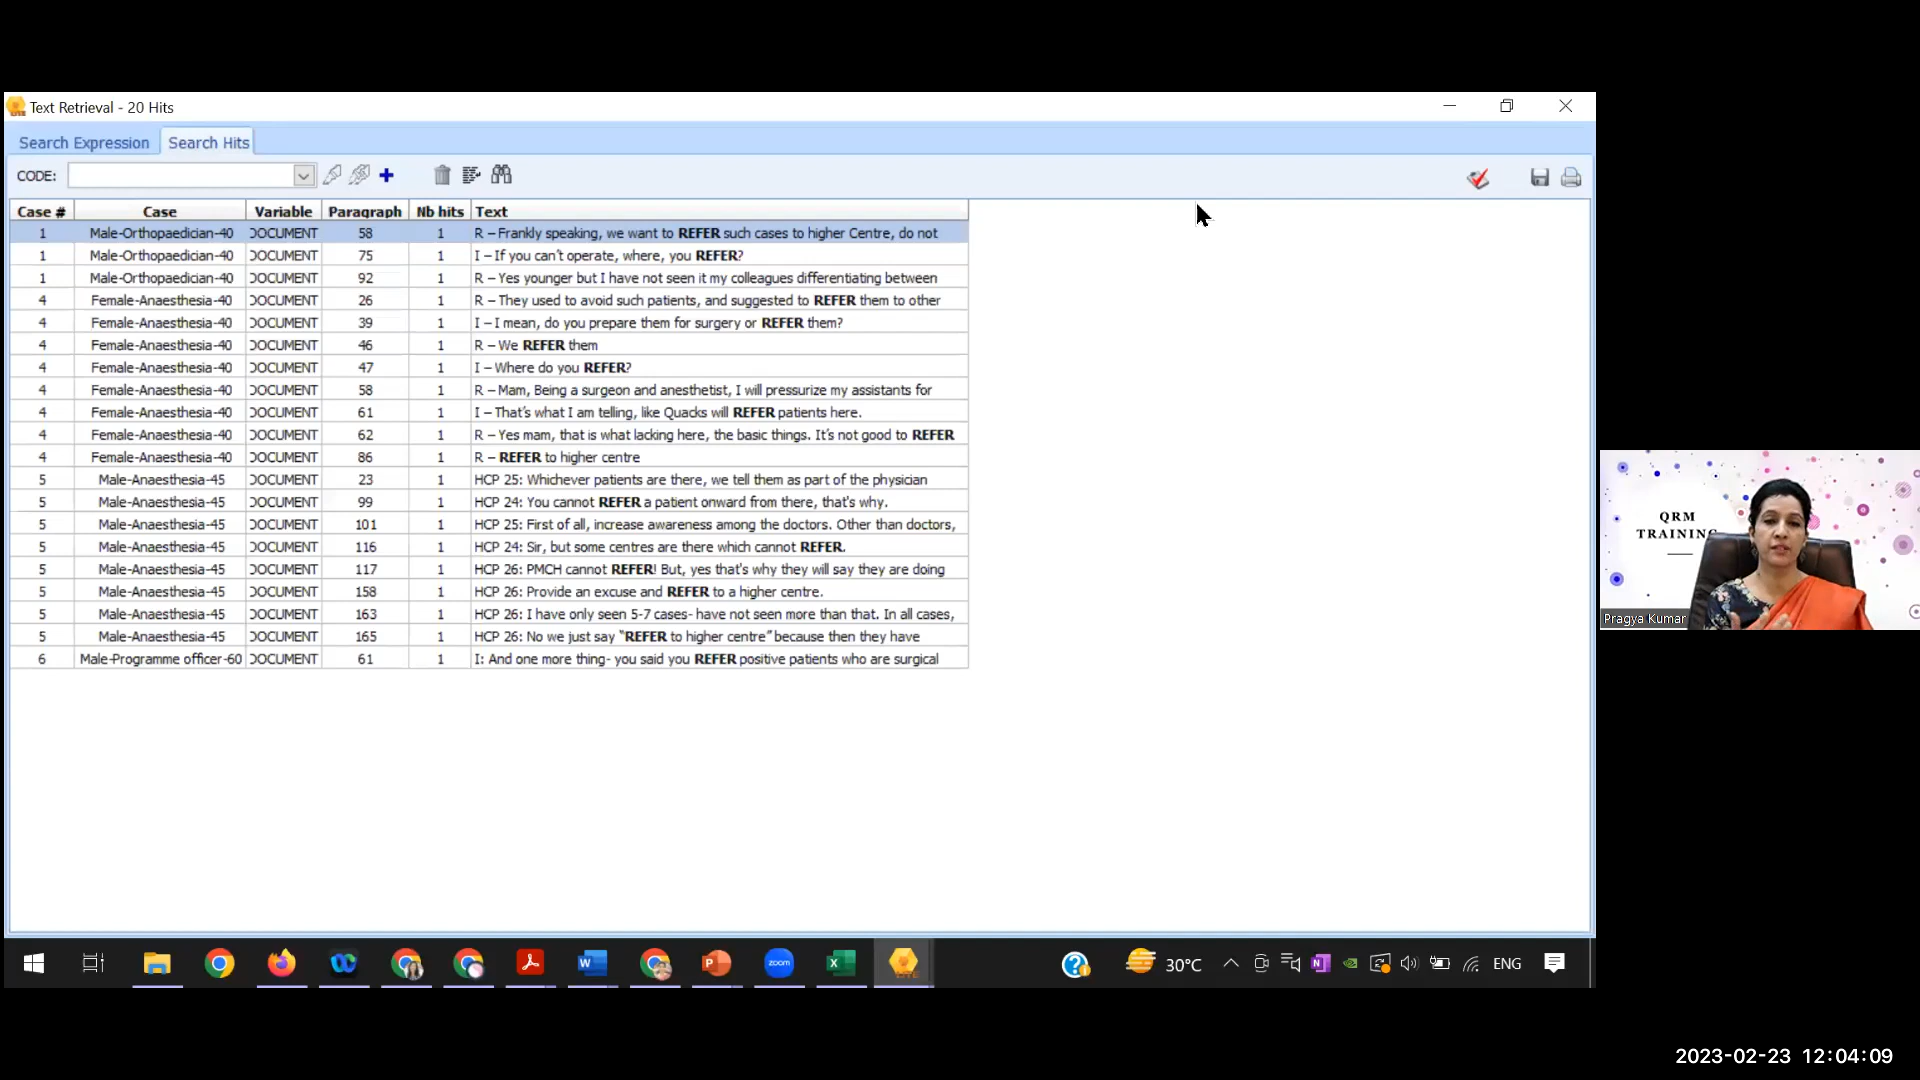 Text Retrieval - 20 Hits
Search Expression Search Hits
CODE:
Case # Case Variable Paragraph Nb hits Text
1 Male-Orthopaedician-40 DOCUMENT 58 1 R – Frankly speaking, we want to REFER such cases to higher Centre, do not
1 Male-Orthopaedician-40 DOCUMENT 75 1 I – If you can't operate, where, you REFER?
1 Male-Orthopaedician-40 DOCUMENT 92 1 R – Yes younger but I have not seen it my colleagues differentiating between
4 Female-Anaesthesia-40 DOCUMENT 26 1 R – They used to avoid such patients, and suggested to REFER them to other
4 Female-Anaesthesia-40 DOCUMENT 39 1 I – I mean, do you prepare them for surgery or REFER them?
4 Female-Anaesthesia-40 DOCUMENT 46 1 R – We REFER them
4 Female-Anaesthesia-40 DOCUMENT 47 1 I – Where do you REFER?
4 Female-Anaesthesia-40 DOCUMENT 58 1 R – Mam, Being a surgeon and anesthetist, I will pressurize my assistants for
4 Female-Anaesthesia-40 DOCUMENT 61 1 I – That's what I am telling, like Quacks will REFER patients here.
4 Female-Anaesthesia-40 DOCUMENT 62 1 R – Yes mam, that is what lacking here, the basic things. It's not good to REFER
4 Female-Anaesthesia-40 DOCUMENT 86 1 R – REFER to higher centre
5 Male-Anaesthesia-45 DOCUMENT 23 1 HCP 25: Whichever patients are there, we tell them as part of the physician
5 Male-Anaesthesia-45 DOCUMENT 99 1 HCP 24: You cannot REFER a patient onward from there, that's why.
5 Male-Anaesthesia-45 DOCUMENT 101 1 HCP 25: First of all, increase awareness among the doctors. Other than doctors,
5 Male-Anaesthesia-45 DOCUMENT 116 1 HCP 24: Sir, but some centres are there which cannot REFER.
5 Male-Anaesthesia-45 DOCUMENT 117 1 HCP 26: PMCH cannot REFER! But, yes that's why they will say they are doing
5 Male-Anaesthesia-45 DOCUMENT 158 1 HCP 26: Provide an excuse and REFER to a higher centre.
5 Male-Anaesthesia-45 DOCUMENT 163 1 HCP 26: I have only seen 5-7 cases- have not seen more than that. In all cases,
5 Male-Anaesthesia-45 DOCUMENT 165 1 HCP 26: No we just say "REFER to higher centre" because then they have
6 Male-Programme officer-60 DOCUMENT 61 1 I: And one more thing- you said you REFER positive patients who are surgical
QRM
TRAINING
Pragya Kumar
zoom
30°C
ENG
2023-02-23 12:04:09